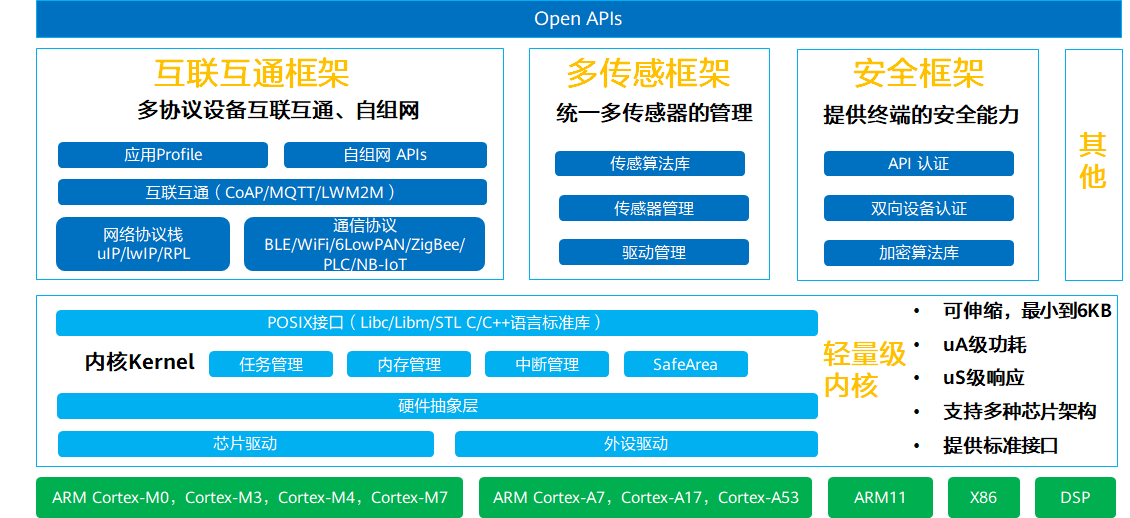 Open APIs
互联互通框架
多协议设备互联互通、自组网
应用Profile
自组网 APIs
互联互通（CoAP/MQTT/LWM2M）
网络协议栈
uIP/lwIP/RPL
通信协议
BLE/WiFi/6LowPAN/ZigBee/
PLC/NB-IoT
多传感框架
统一多传感器的管理
传感算法库
传感器管理
驱动管理
安全框架
提供终端的安全能力
API 认证
双向设备认证
加密算法库
其
他
POSIX接口（Libc/Libm/STL C/C++语言标准库）
内核Kernel
任务管理
内存管理
中断管理
SafeArea
硬件抽象层
芯片驱动
外设驱动
轻量级
内核
• 可伸缩，最小到6KB
• uA级功耗
• uS级响应
• 支持多种芯片架构
• 提供标准接口
ARM Cortex-M0，Cortex-M3，Cortex-M4，Cortex-M7
ARM Cortex-A7，Cortex-A17，Cortex-A53
ARM11
X86
DSP